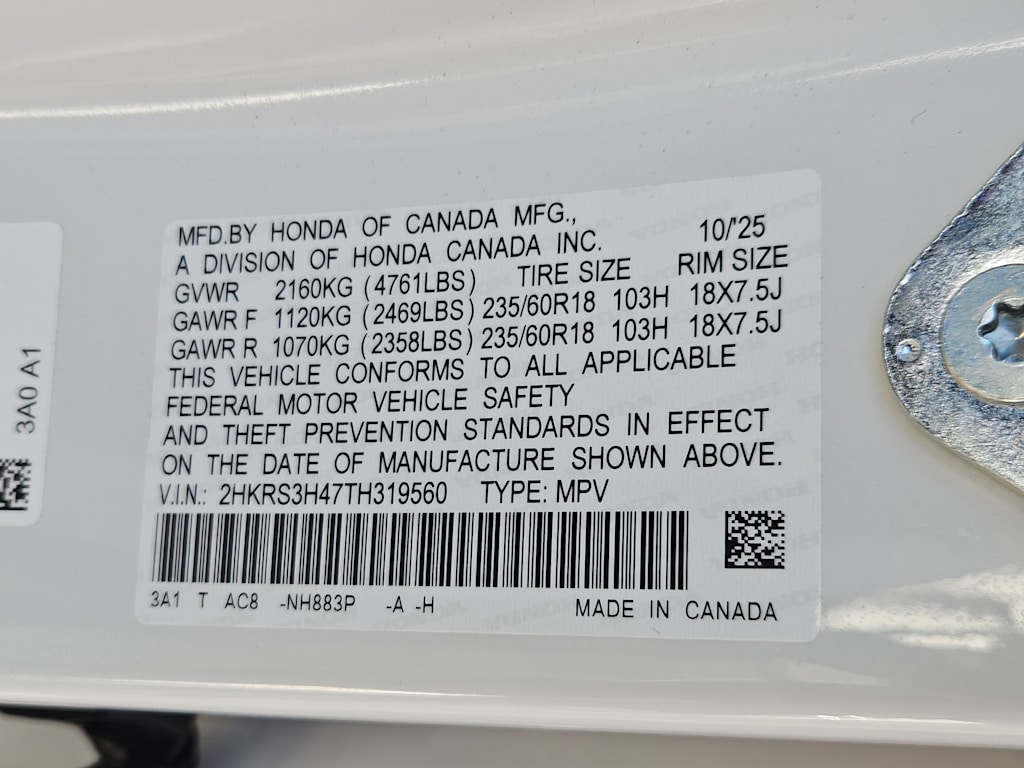 MFD.BY HONDA OF CANADA MFG.,
A DIVISION OF HONDA CANADA INC. 10/'25
GVWR 2160KG (4761LBS) TIRE SIZE RIM SIZE
GAWR F 1120KG (2469LBS) 235/60R18 103H 18X7.5J
GAWR R 1070KG (2358LBS) 235/60R18 103H 18X7.5J
THIS VEHICLE CONFORMS TO ALL APPLICABLE
FEDERAL MOTOR VEHICLE SAFETY
AND THEFT PREVENTION STANDARDS IN EFFECT
ON THE DATE OF MANUFACTURE SHOWN ABOVE.
V.I.N.: 2HKRS3H47TH319560 TYPE: MPV
3A1 T AC8 -NH883P -A -H MADE IN CANADA
3A0 A1